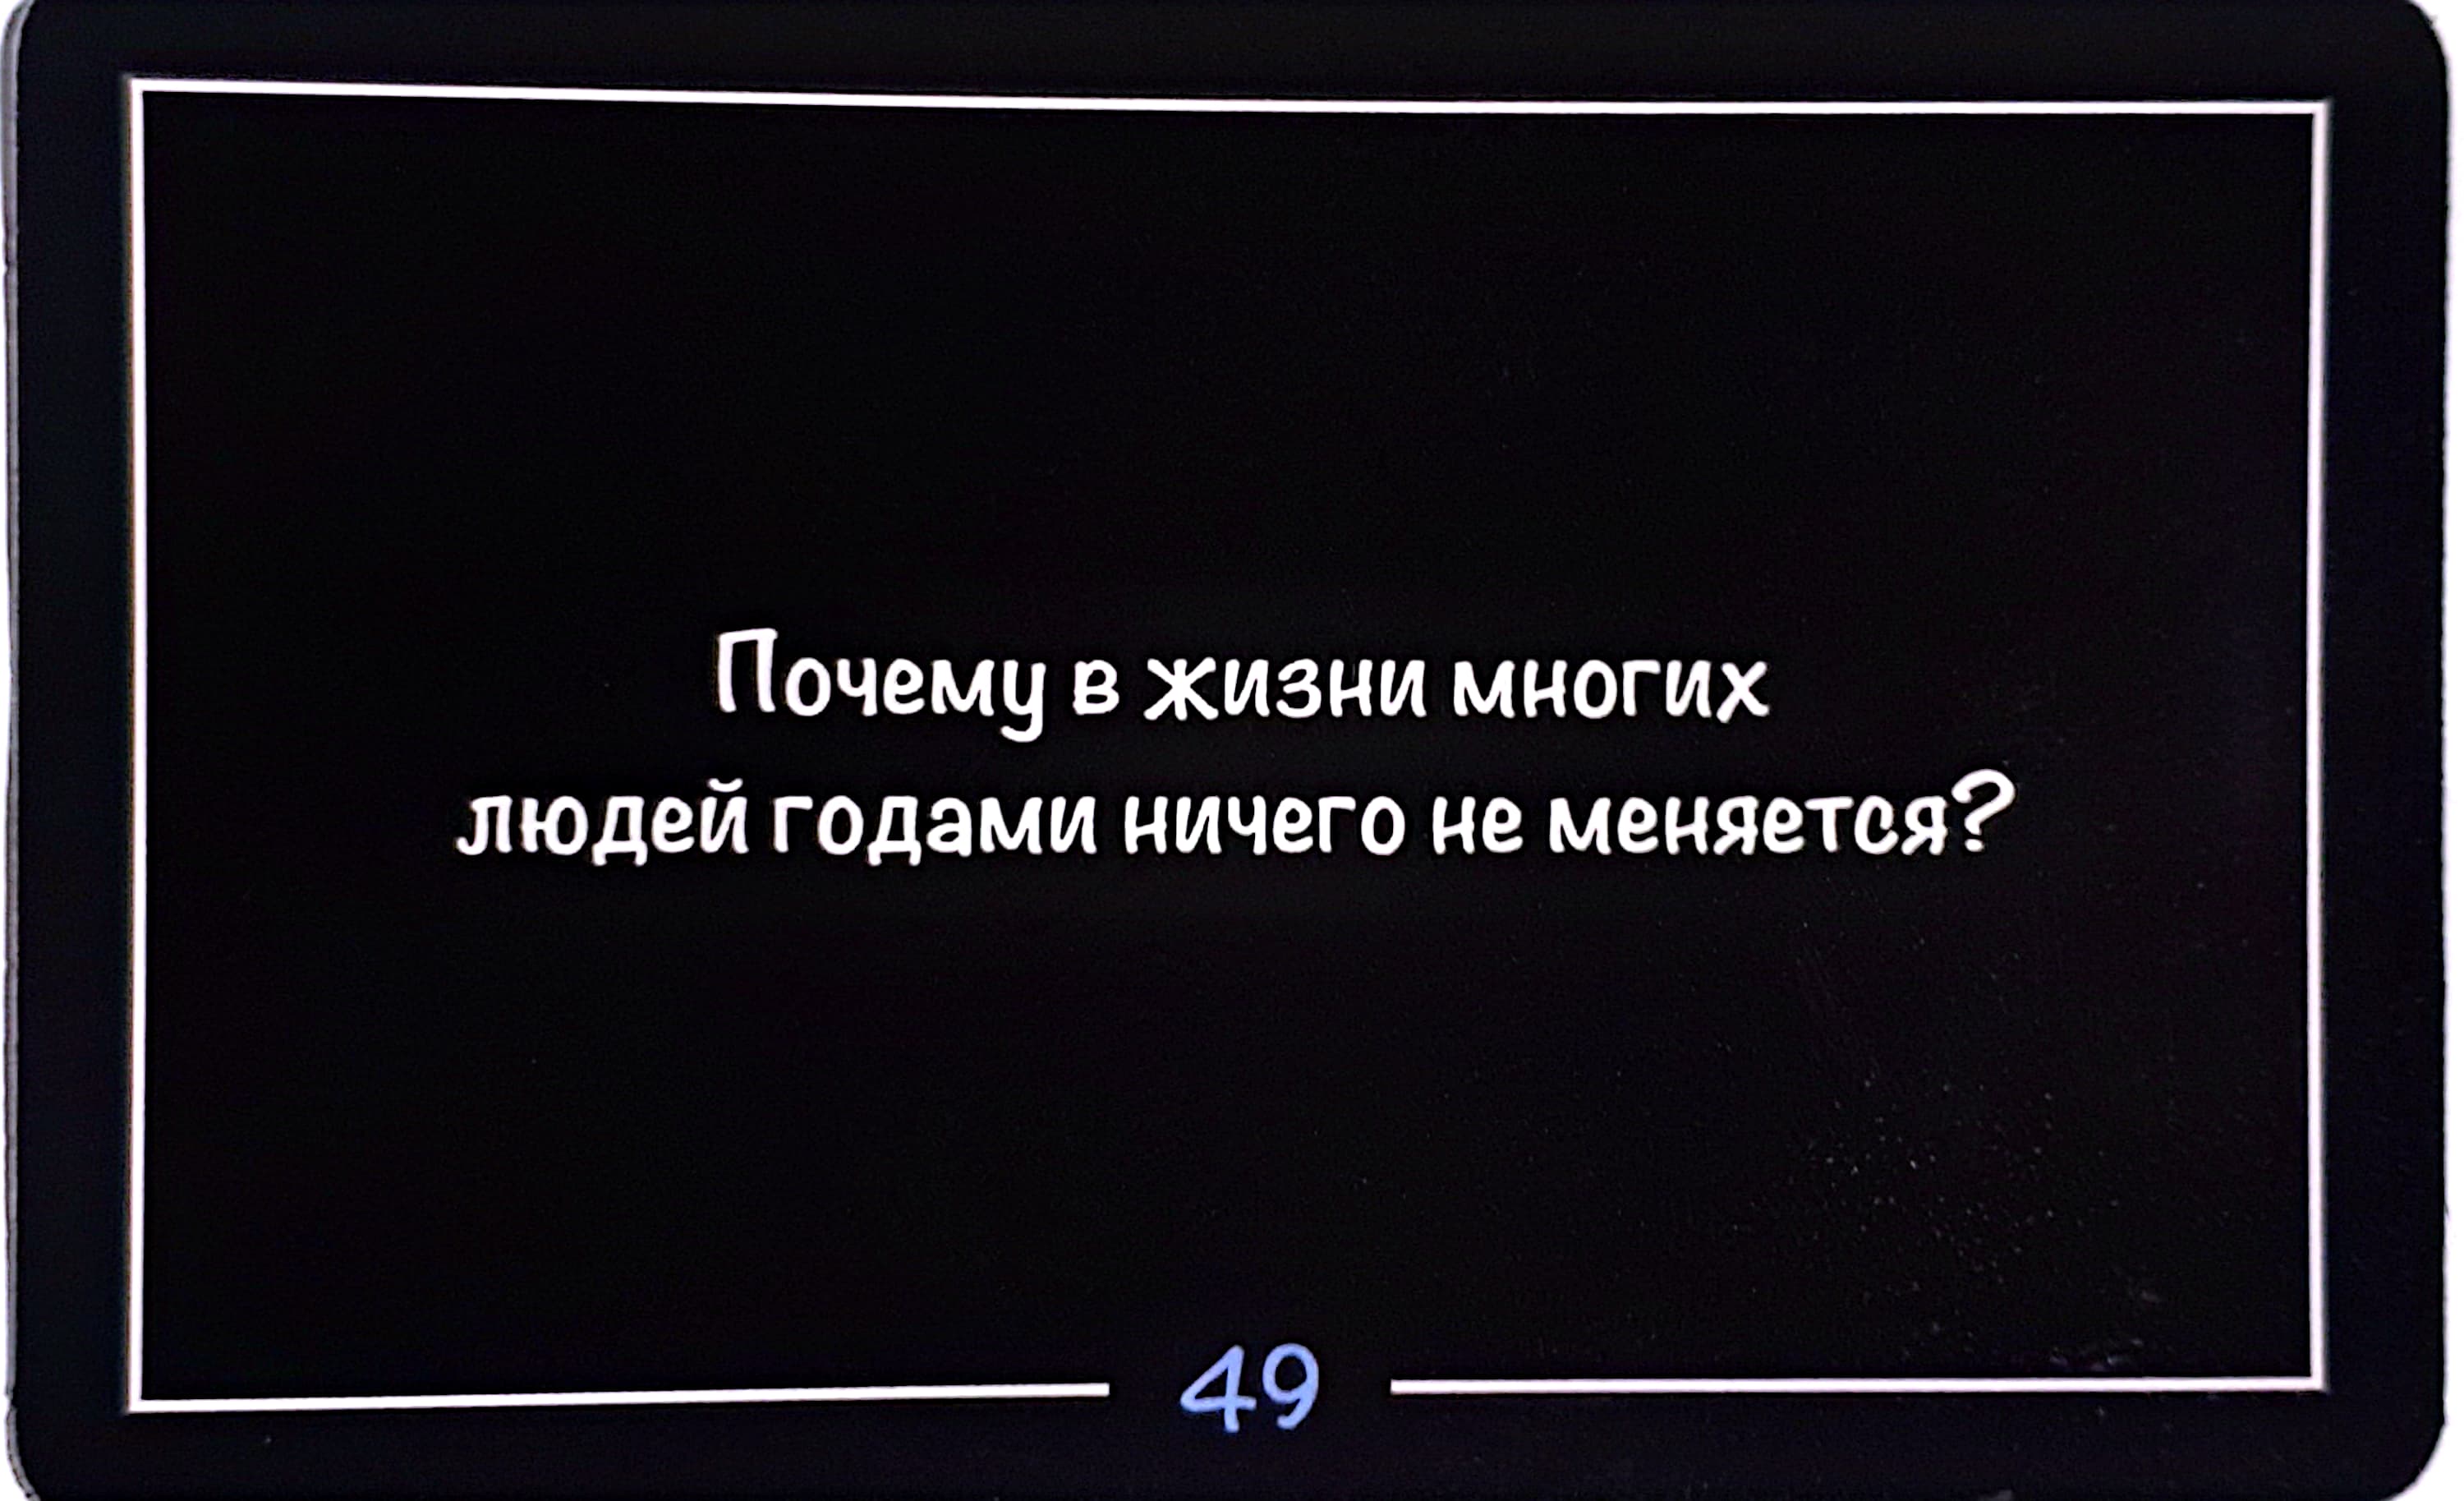 Почему в жизни многих
людей годами ничего не меняется?
49